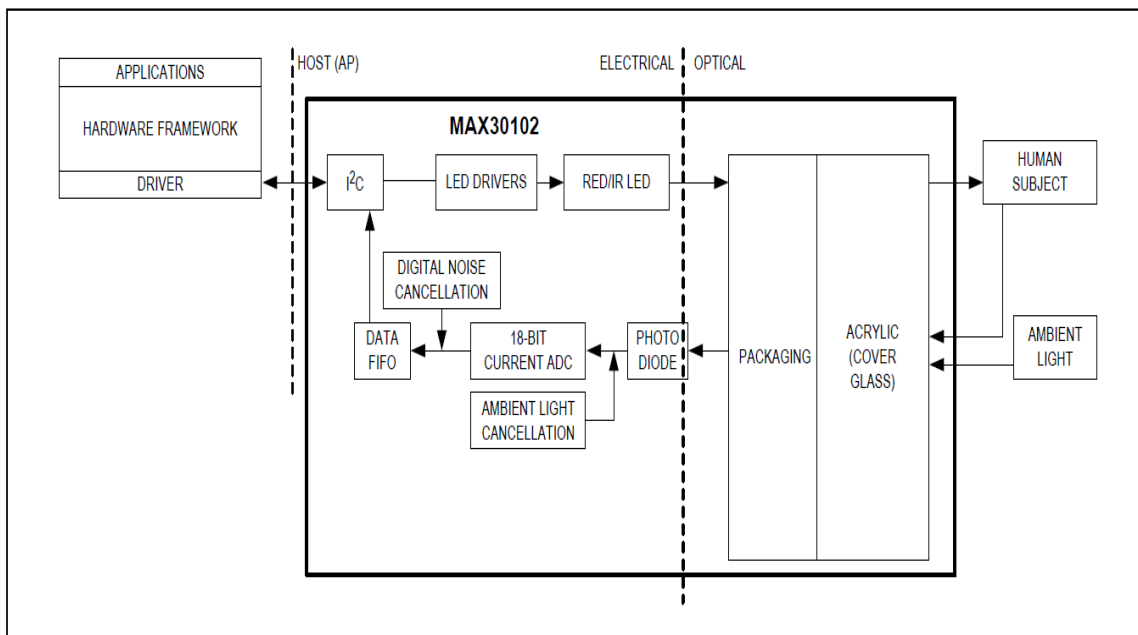 APPLICATIONS
HARDWARE FRAMEWORK
DRIVER
HOST (AP)
ELECTRICAL
OPTICAL
MAX30102
I²C
LED DRIVERS
RED/IR LED
HUMAN
SUBJECT
DIGITAL NOISE
CANCELLATION
DATA
FIFO
18-BIT
CURRENT ADC
PHOTO
DIODE
AMBIENT LIGHT
CANCELLATION
PACKAGING
ACRYLIC
(COVER
GLASS)
AMBIENT
LIGHT